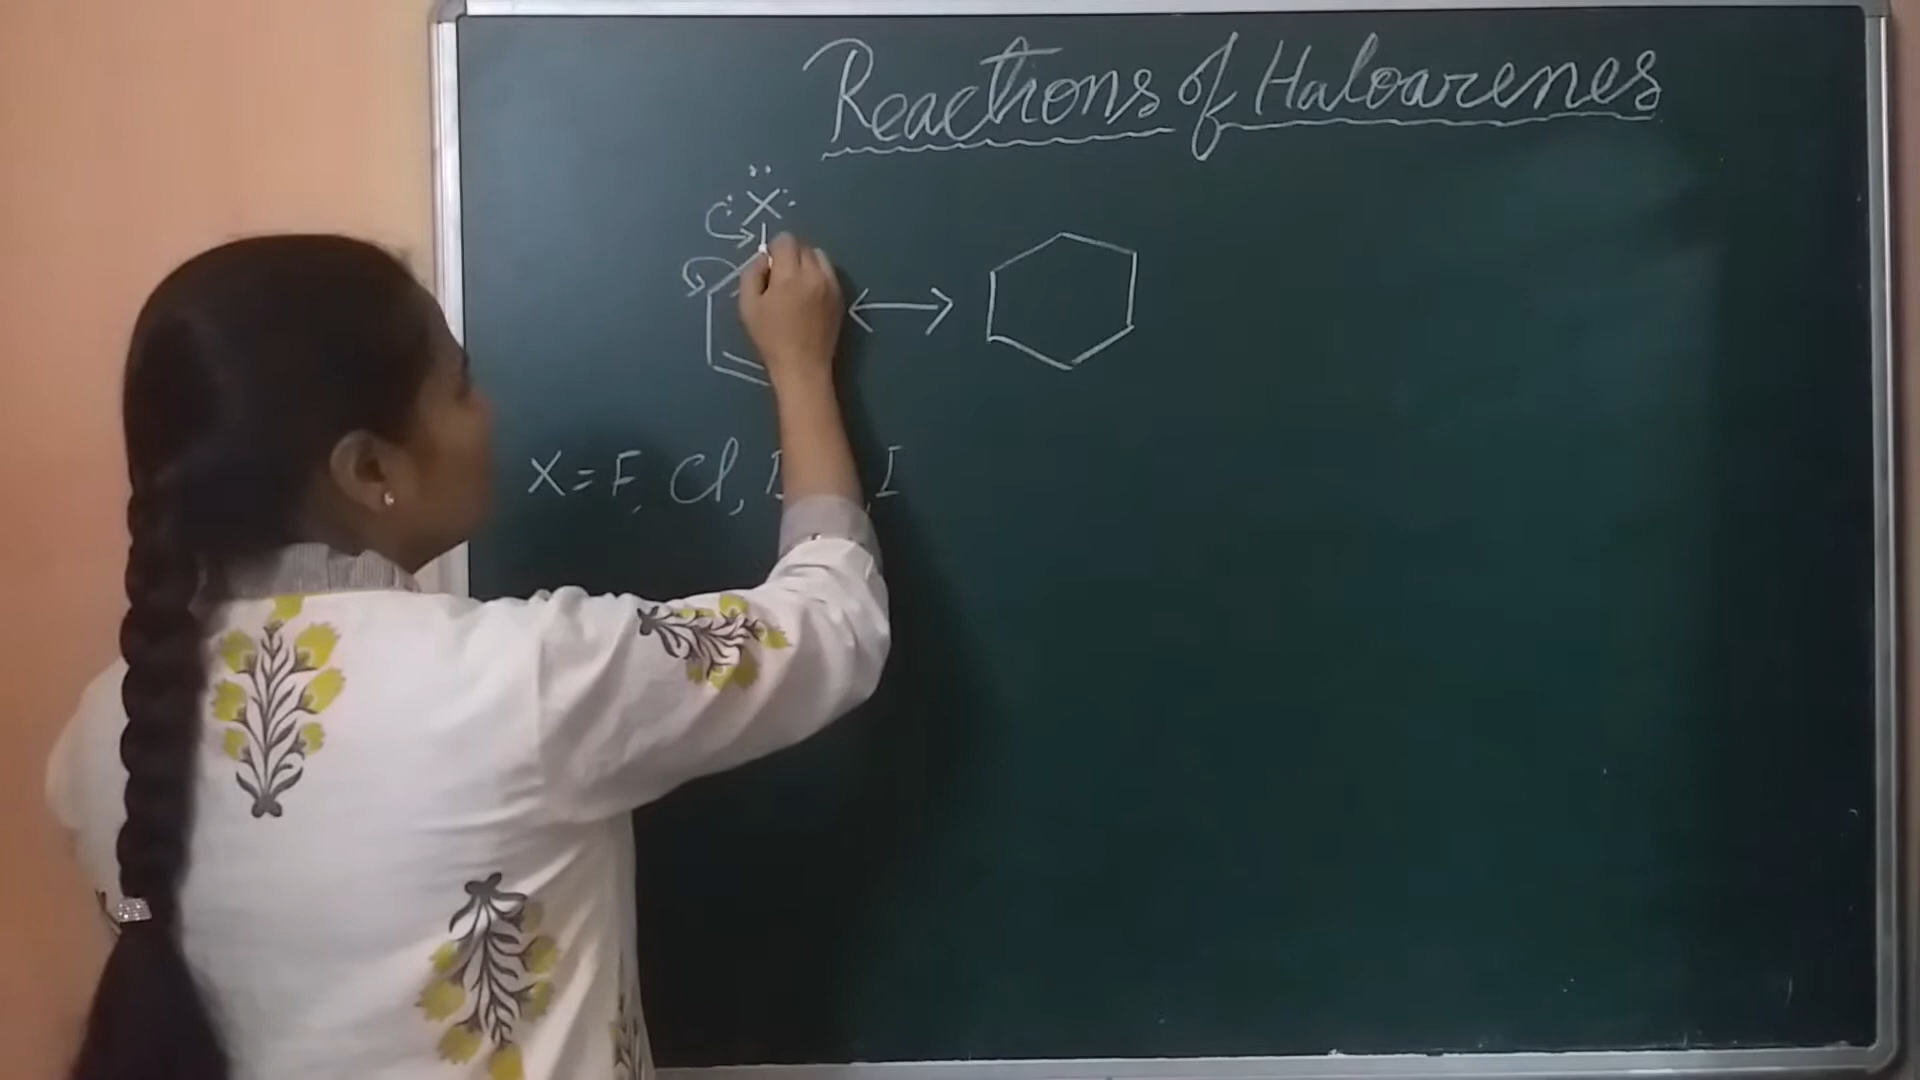 Reactions of Haloarenes
X
X = F, Cl, I